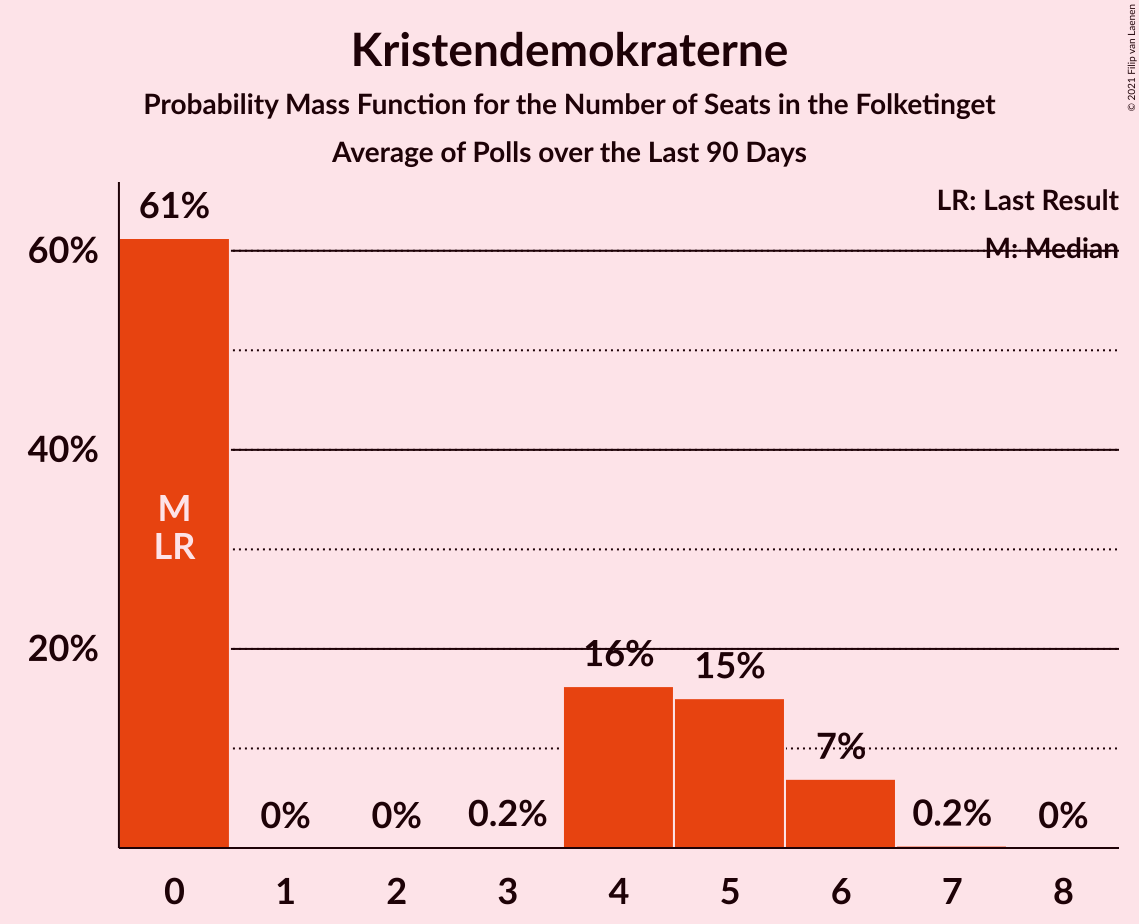 Kristendemokraterne
Probability Mass Function for the Number of Seats in the Folketinget
Average of Polls over the Last 90 Days
© 2021 Filip van Laenen
LR: Last Result
M: Median
61%
60%
40%
20%
M
LR
0%
0%
0.2%
16%
15%
7%
0.2%
0%
0
1
2
3
4
5
6
7
8